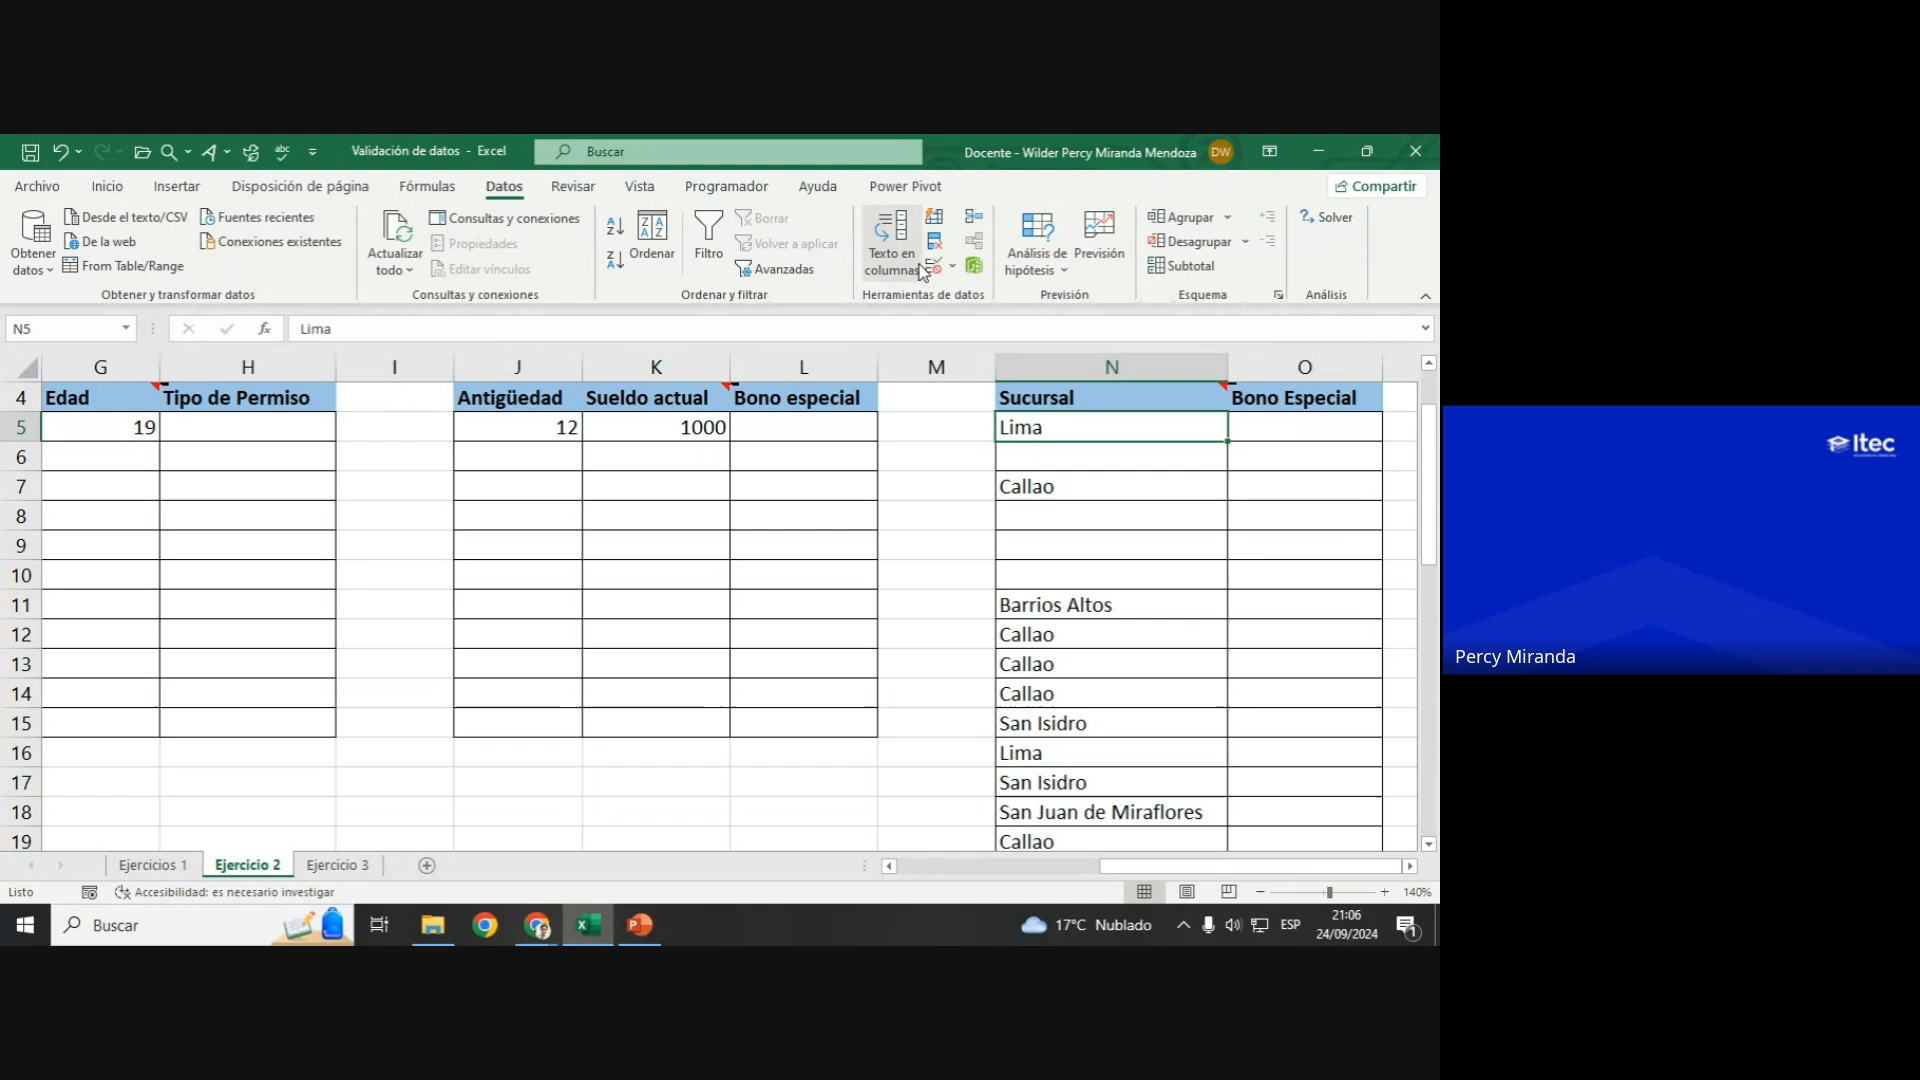 Validación de datos - Excel
Buscar
Docente - Wilder Percy Miranda Mendoza
DW
Archivo
Inicio
Insertar
Disposición de página
Fórmulas
Datos
Revisar
Vista
Programador
Ayuda
Power Pivot
Compartir
Obtener datos
Desde el texto/CSV
De la web
From Table/Range
Fuentes recientes
Conexiones existentes
Obtener y transformar datos
Actualizar todo
Consultas y conexiones
Propiedades
Editar vínculos
Consultas y conexiones
Ordenar
Filtro
Borrar
Volver a aplicar
Avanzadas
Ordenar y filtrar
Texto en columnas
Herramientas de datos
Análisis de hipótesis
Previsión
Previsión
Agrupar
Desagrupar
Subtotal
Esquema
Solver
Análisis
N5
fx
Lima
G H I J K L M N O
4 Edad Tipo de Permiso Antigüedad Sueldo actual Bono especial Sucursal Bono Especial
5 19 12 1000 Lima
6
7 Callao
8
9
10
11 Barrios Altos
12 Callao
13 Callao
14 Callao
15 San Isidro
16 Lima
17 San Isidro
18 San Juan de Miraflores
19 Callao
Ejercicios 1
Ejercicio 2
Ejercicio 3
Listo
Accesibilidad: es necesario investigar
140%
Buscar
17°C Nublado
ESP
21:06
24/09/2024
1
Itec
Percy Miranda